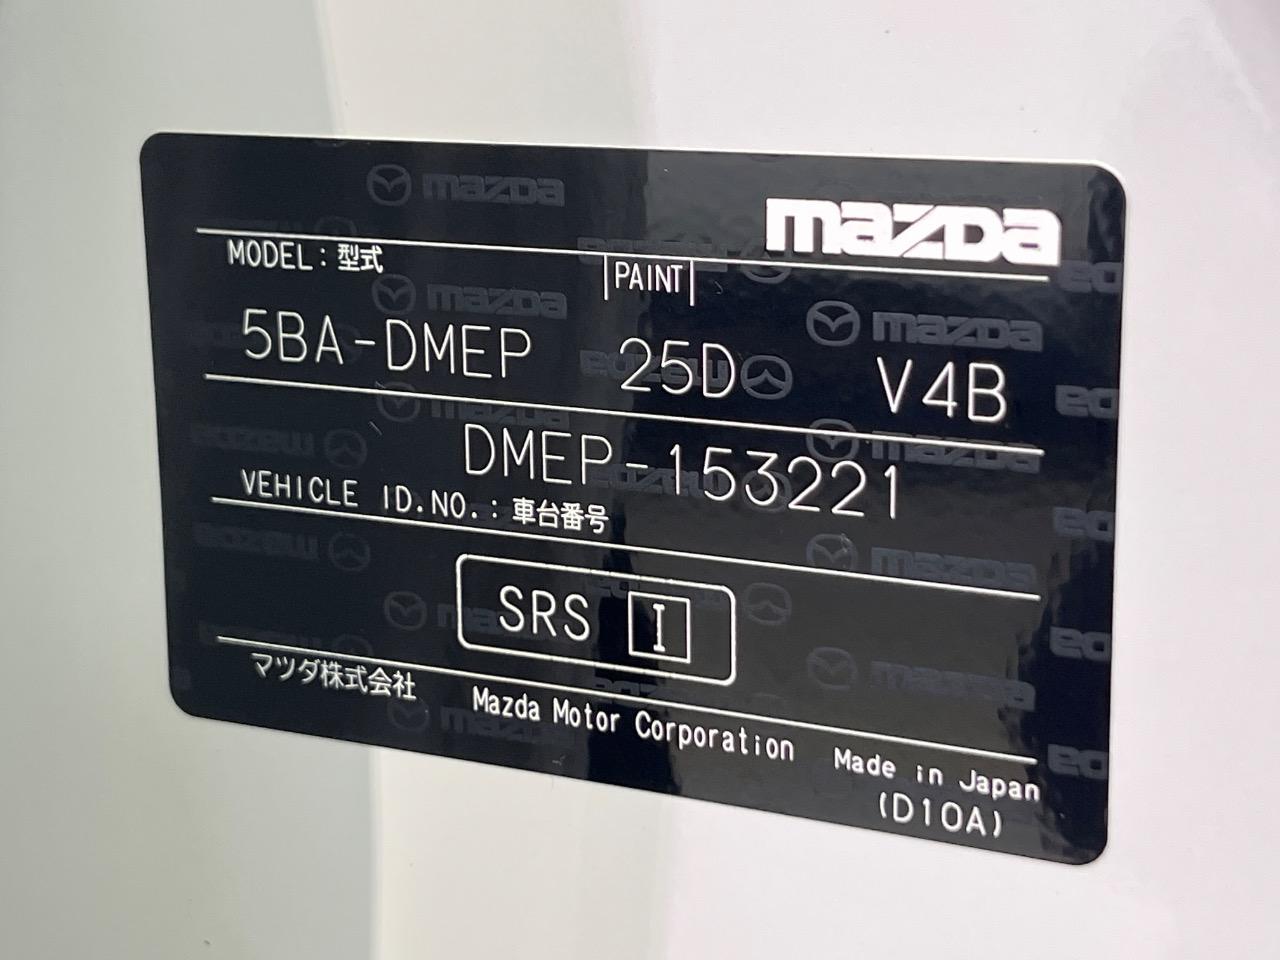 mazda
MODEL：型式 PAINT
5BA-DMEP 25D V4B
DMEP-153221
VEHICLE ID.NO.：車台番号
SRS I
マツダ株式会社 Mazda Motor Corporation Made in Japan
(D10A)